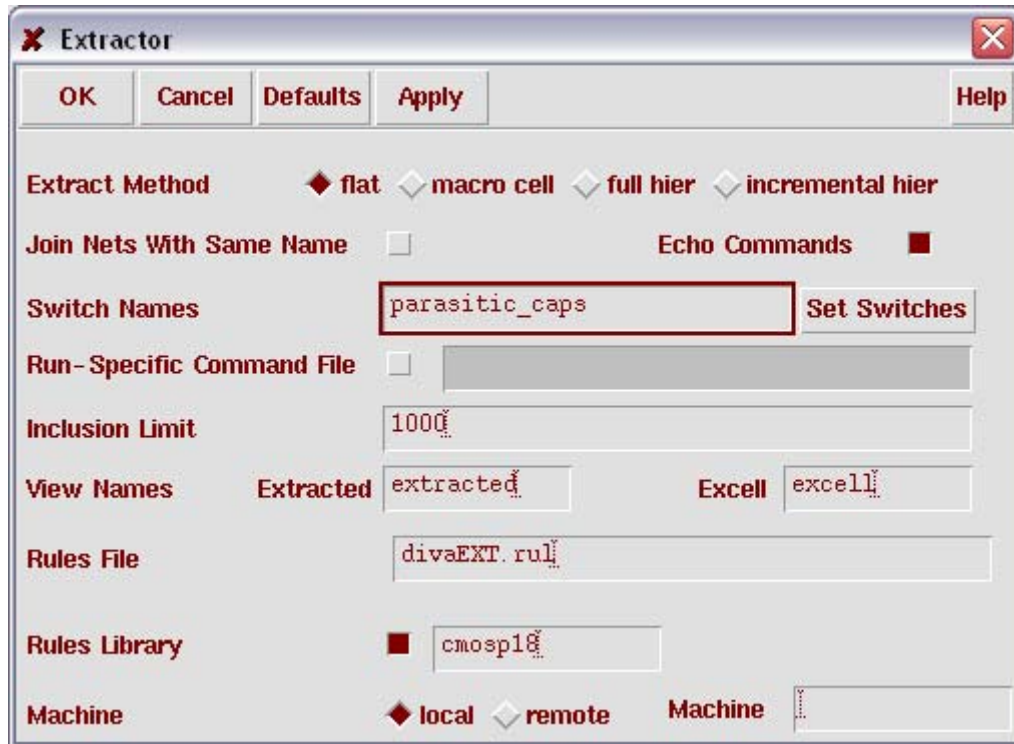 Extractor
OK Cancel Defaults Apply Help
Extract Method flat macro cell full hier incremental hier
Join Nets With Same Name Echo Commands
Switch Names parasitic_caps Set Switches
Run-Specific Command File
Inclusion Limit 1000
View Names Extracted extracted Excell excell
Rules File divaEXT.rul
Rules Library cmosp18
Machine local remote Machine